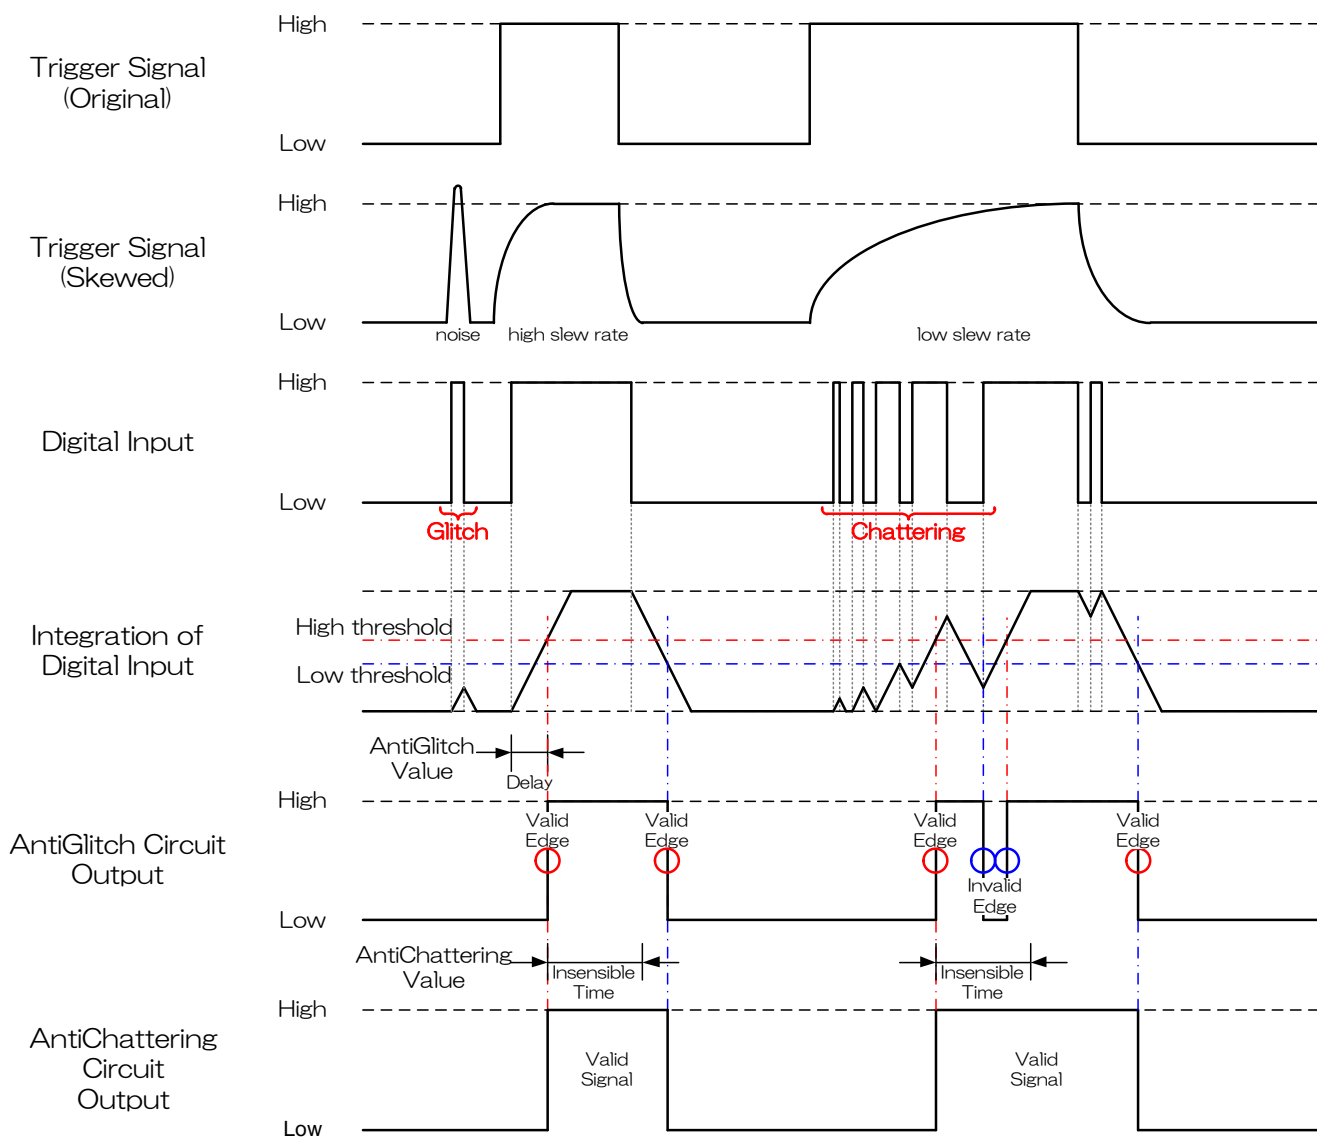 High
Trigger Signal
(Original)
Low
High
Trigger Signal
(Skewed)
Low
noise
high slew rate
low slew rate
High
Digital Input
Low
Glitch
Chattering
High threshold
Integration of
Digital Input
Low threshold
AntiGlitch
Value
Delay
High
Valid
Edge
Valid
Edge
Valid
Edge
Valid
Edge
AntiGlitch Circuit
Output
Invalid
Edge
Low
AntiChattering
Value
Insensible
Time
Insensible
Time
High
AntiChattering
Circuit
Output
Valid
Signal
Valid
Signal
Low